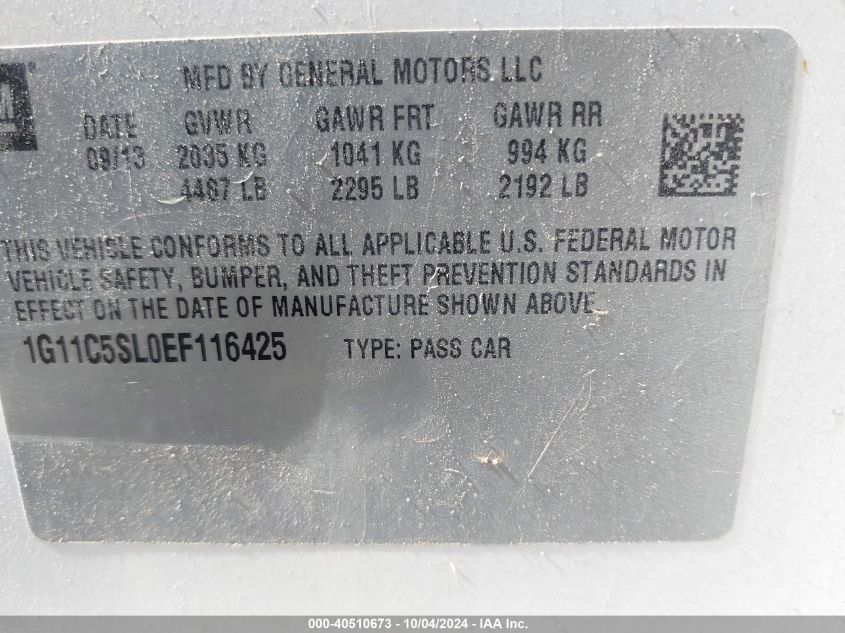 MFD BY GENERAL MOTORS LLC
DATE GVWR GAWR FRT GAWR RR
09/13 2035 KG 1041 KG 994 KG
4487 LB 2295 LB 2192 LB
THIS VEHICLE CONFORMS TO ALL APPLICABLE U.S. FEDERAL MOTOR
VEHICLE SAFETY, BUMPER, AND THEFT PREVENTION STANDARDS IN
EFFECT ON THE DATE OF MANUFACTURE SHOWN ABOVE.
1G11C5SL0EF116425 TYPE: PASS CAR
000-40510673 - 10/04/2024 - IAA Inc.